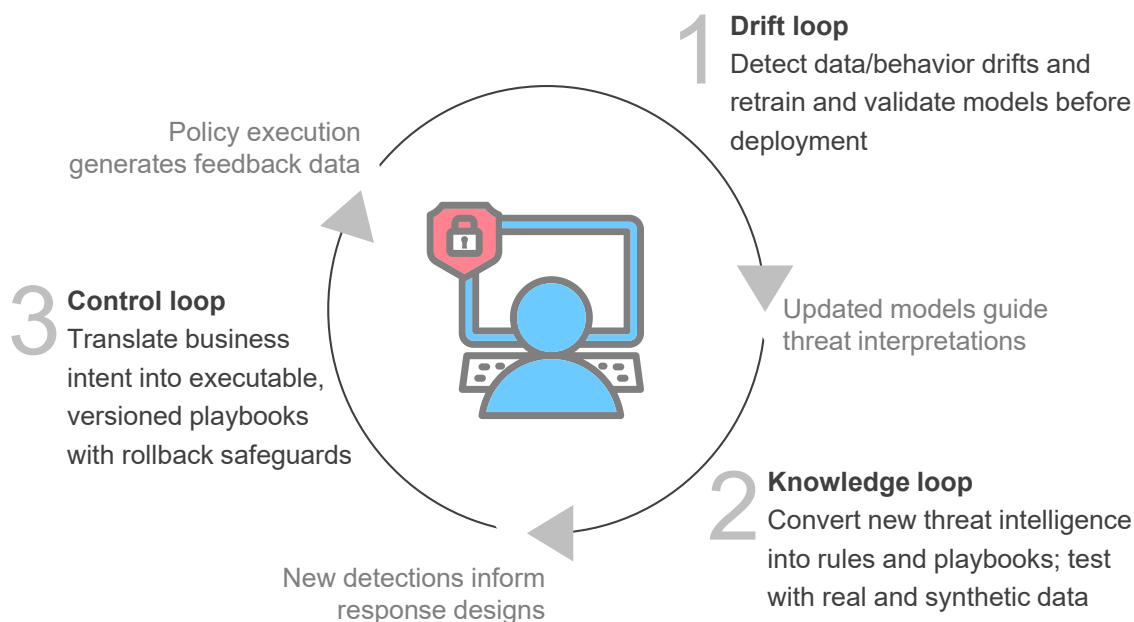 1
Drift loop
Detect data/behavior drifts and
retrain and validate models before
deployment
Updated models guide
threat interpretations
2
Knowledge loop
Convert new threat intelligence
into rules and playbooks; test
with real and synthetic data
New detections inform
response designs
3
Control loop
Translate business
intent into executable,
versioned playbooks
with rollback safeguards
Policy execution
generates feedback data